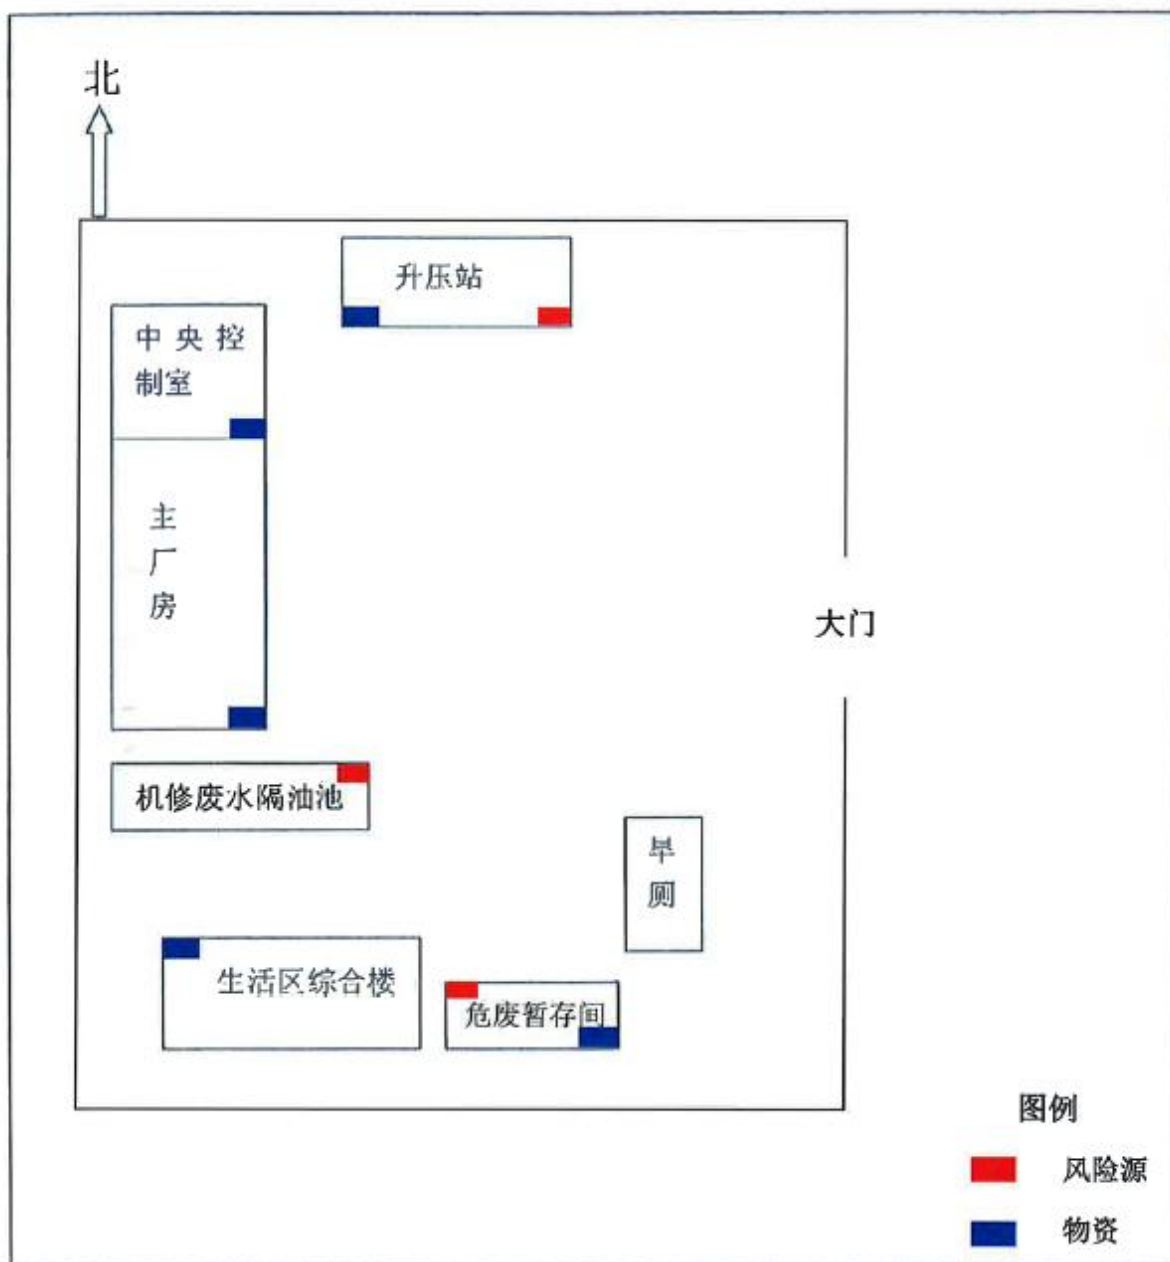 北
升压站
中央控
制室
主
厂
房
大门
机修废水隔油池
旱
厕
生活区综合楼
危废暂存间
图例
风险源
物资